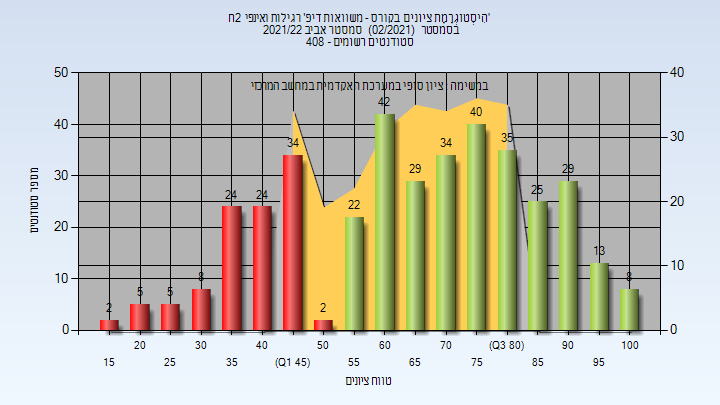 הִיסְטוֹגְרָמַת ציונים בקורס - משוואות דיפ' רגילות ואינפי 2ח'
בסמסטר (02/2021) סמסטר אביב 2021/22
סטודנטים רשומים - 408
במשימה : ציון סופי במערכת האקדמית במחשב המרכזי
50 40
40 30
30 20
20 10
10 0
0
2 5 5 8 24 24 34 2 22 42 29 34 40 35 25 29 13 8
מספר סטודנטים
20 30 40 50 60 70 (Q3 80) 90 100
15 25 35 (Q1 45) 55 65 75 85 95
טווח ציונים